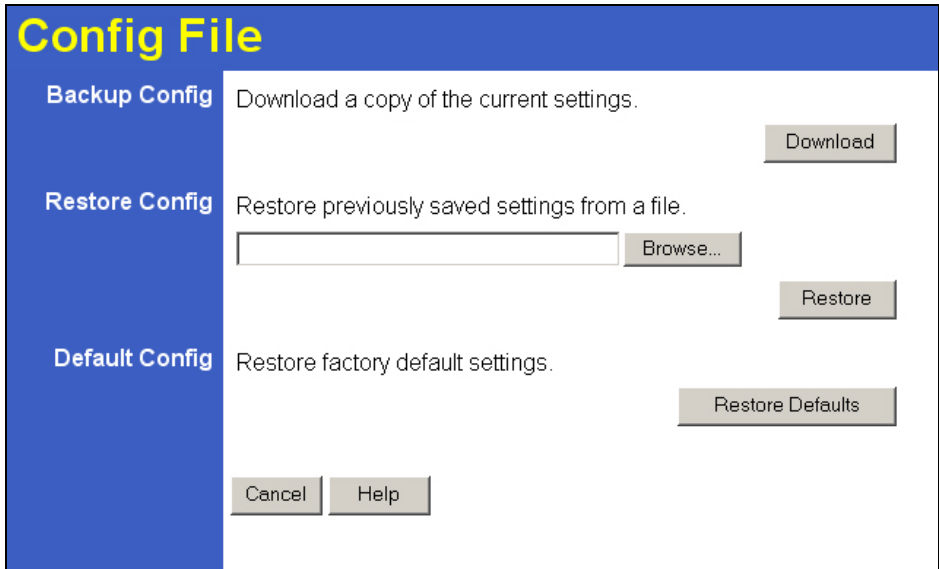 Config File
Backup Config
Download a copy of the current settings.
Download
Restore Config
Restore previously saved settings from a file.
Browse...
Restore
Default Config
Restore factory default settings.
Restore Defaults
Cancel
Help